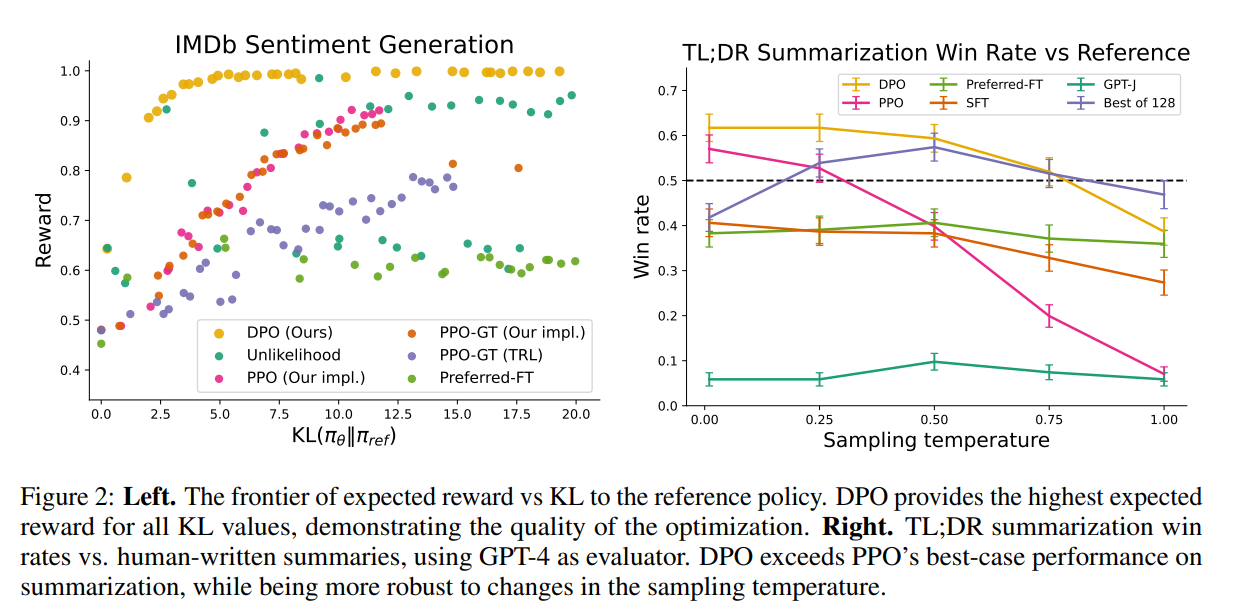 IMDb Sentiment Generation
Reward
1.0
0.9
0.8
0.7
0.6
0.5
0.4
DPO (Ours)
Unlikelihood
PPO (Our impl.)
PPO-GT (Our impl.)
PPO-GT (TRL)
Preferred-FT
0.0 2.5 5.0 7.5 10.0 12.5 15.0 17.5 20.0
KL(πθ‖πref)
TL;DR Summarization Win Rate vs Reference
Win rate
0.7
0.6
0.5
0.4
0.3
0.2
0.1
0.0
DPO
PPO
Preferred-FT
SFT
GPT-J
Best of 128
0.00 0.25 0.50 0.75 1.00
Sampling temperature
Figure 2: Left. The frontier of expected reward vs KL to the reference policy. DPO provides the highest expected
reward for all KL values, demonstrating the quality of the optimization. Right. TL;DR summarization win
rates vs. human-written summaries, using GPT-4 as evaluator. DPO exceeds PPO's best-case performance on
summarization, while being more robust to changes in the sampling temperature.